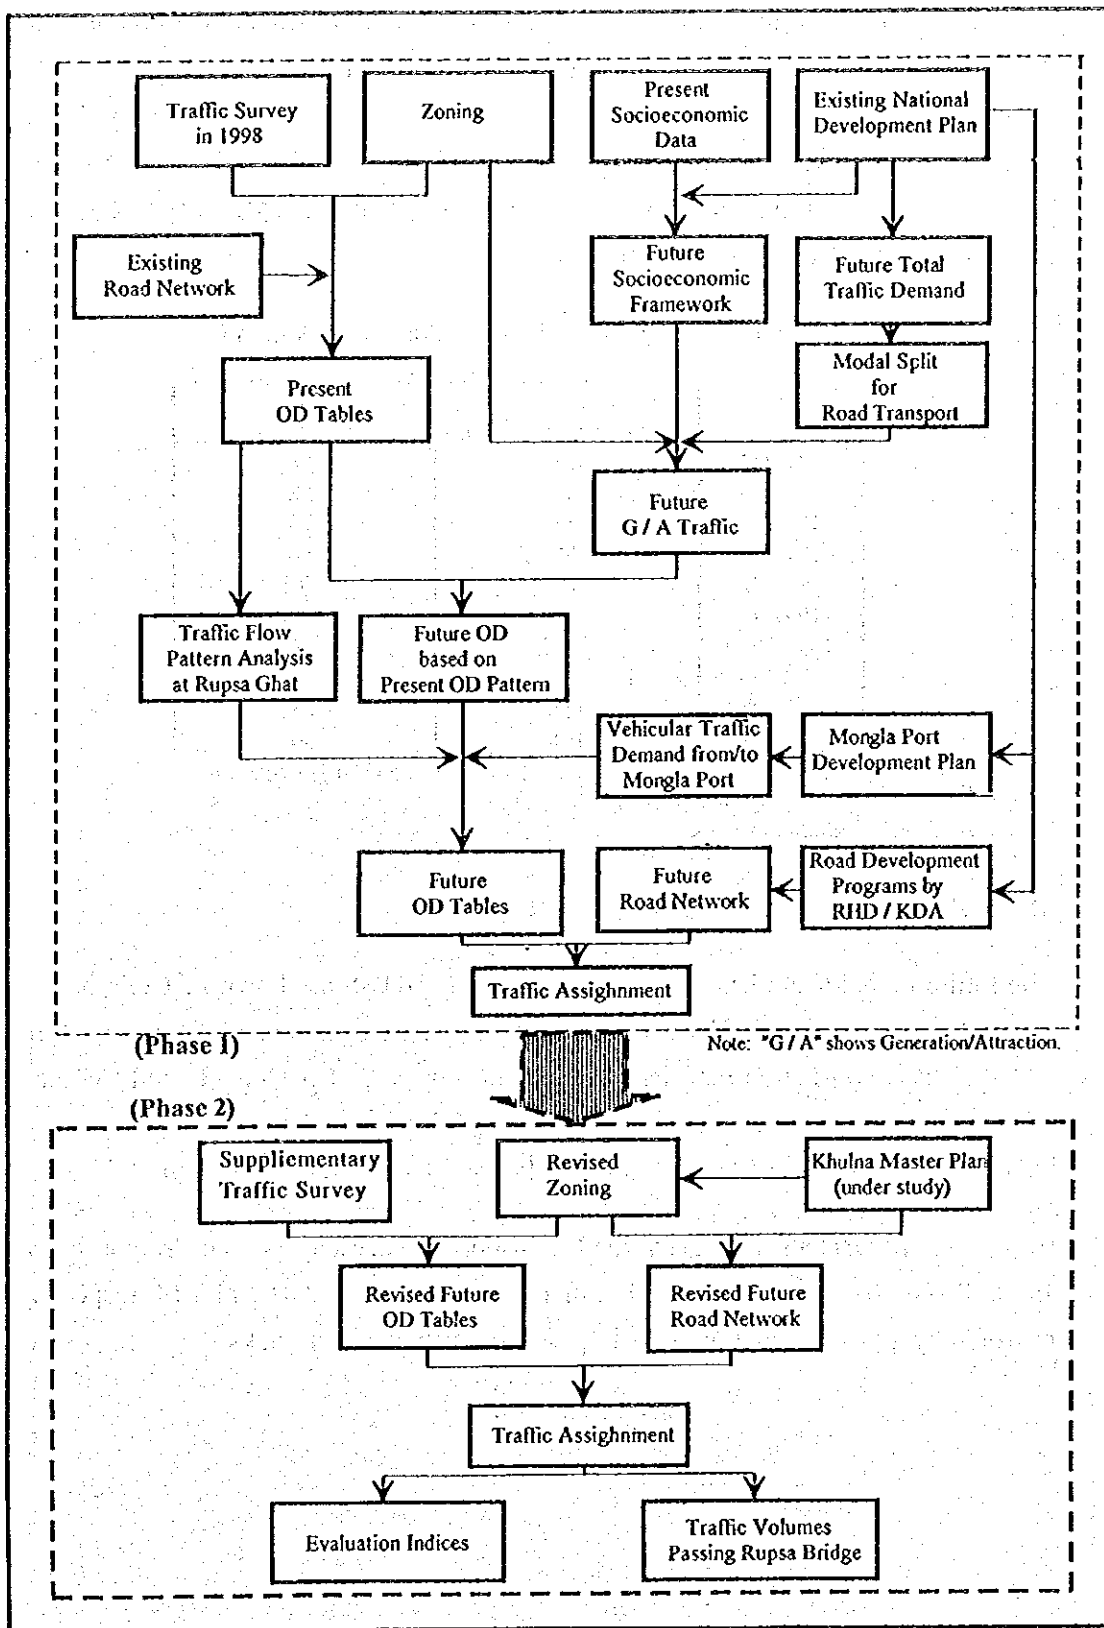 Traffic Survey
in 1998
Zoning
Present
Socioeconomic
Data
Existing National
Development Plan
Existing
Road Network
Future
Socioeconomic
Framework
Future Total
Traffic Demand
Present
OD Tables
Modal Split
for
Road Transport
Future
G / A Traffic
Traffic Flow
Pattern Analysis
at Rupsa Ghat
Future OD
based on
Present OD Pattern
Vehicular Traffic
Demand from/to
Mongla Port
Mongla Port
Development Plan
Future
OD Tables
Future
Road Network
Road Development
Programs by
RHD / KDA
Traffic Assighnment
(Phase 1)
Note: "G / A" shows Generation/Attraction.
(Phase 2)
Suppliementary
Traffic Survey
Revised
Zoning
Khulna Master Plan
(under study)
Revised Future
OD Tables
Revised Future
Road Network
Traffic Assighnment
Evaluation Indices
Traffic Volumes
Passing Rupsa Bridge